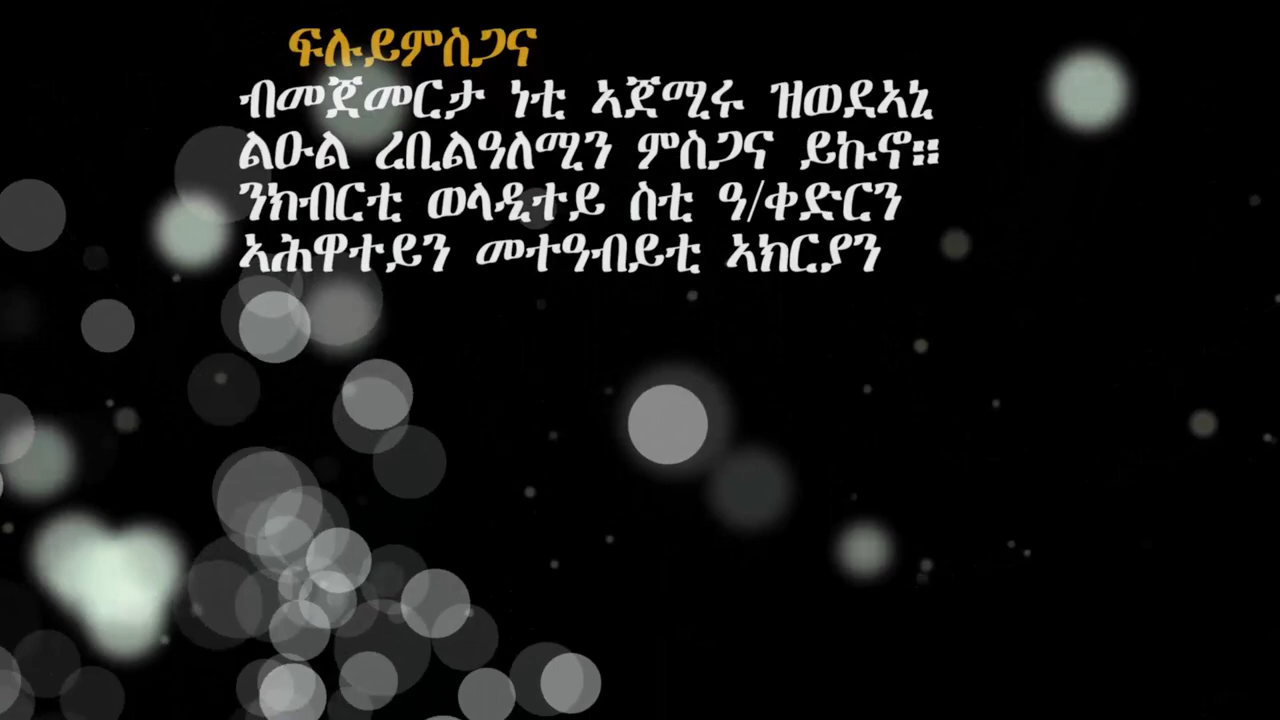 ፍሉይምስጋና
ብመጀመርታ ነቲ ኣጀሚሩ ዝወደኣኒ
ልዑል ረቢልዓለሚን ምስጋና ይኩኖ።
ንክብርቲ ወላዲተይ ስቲ ዓ/ቀድርን
ኣሕዋተይን መተዓብይቲ ኣክርያን